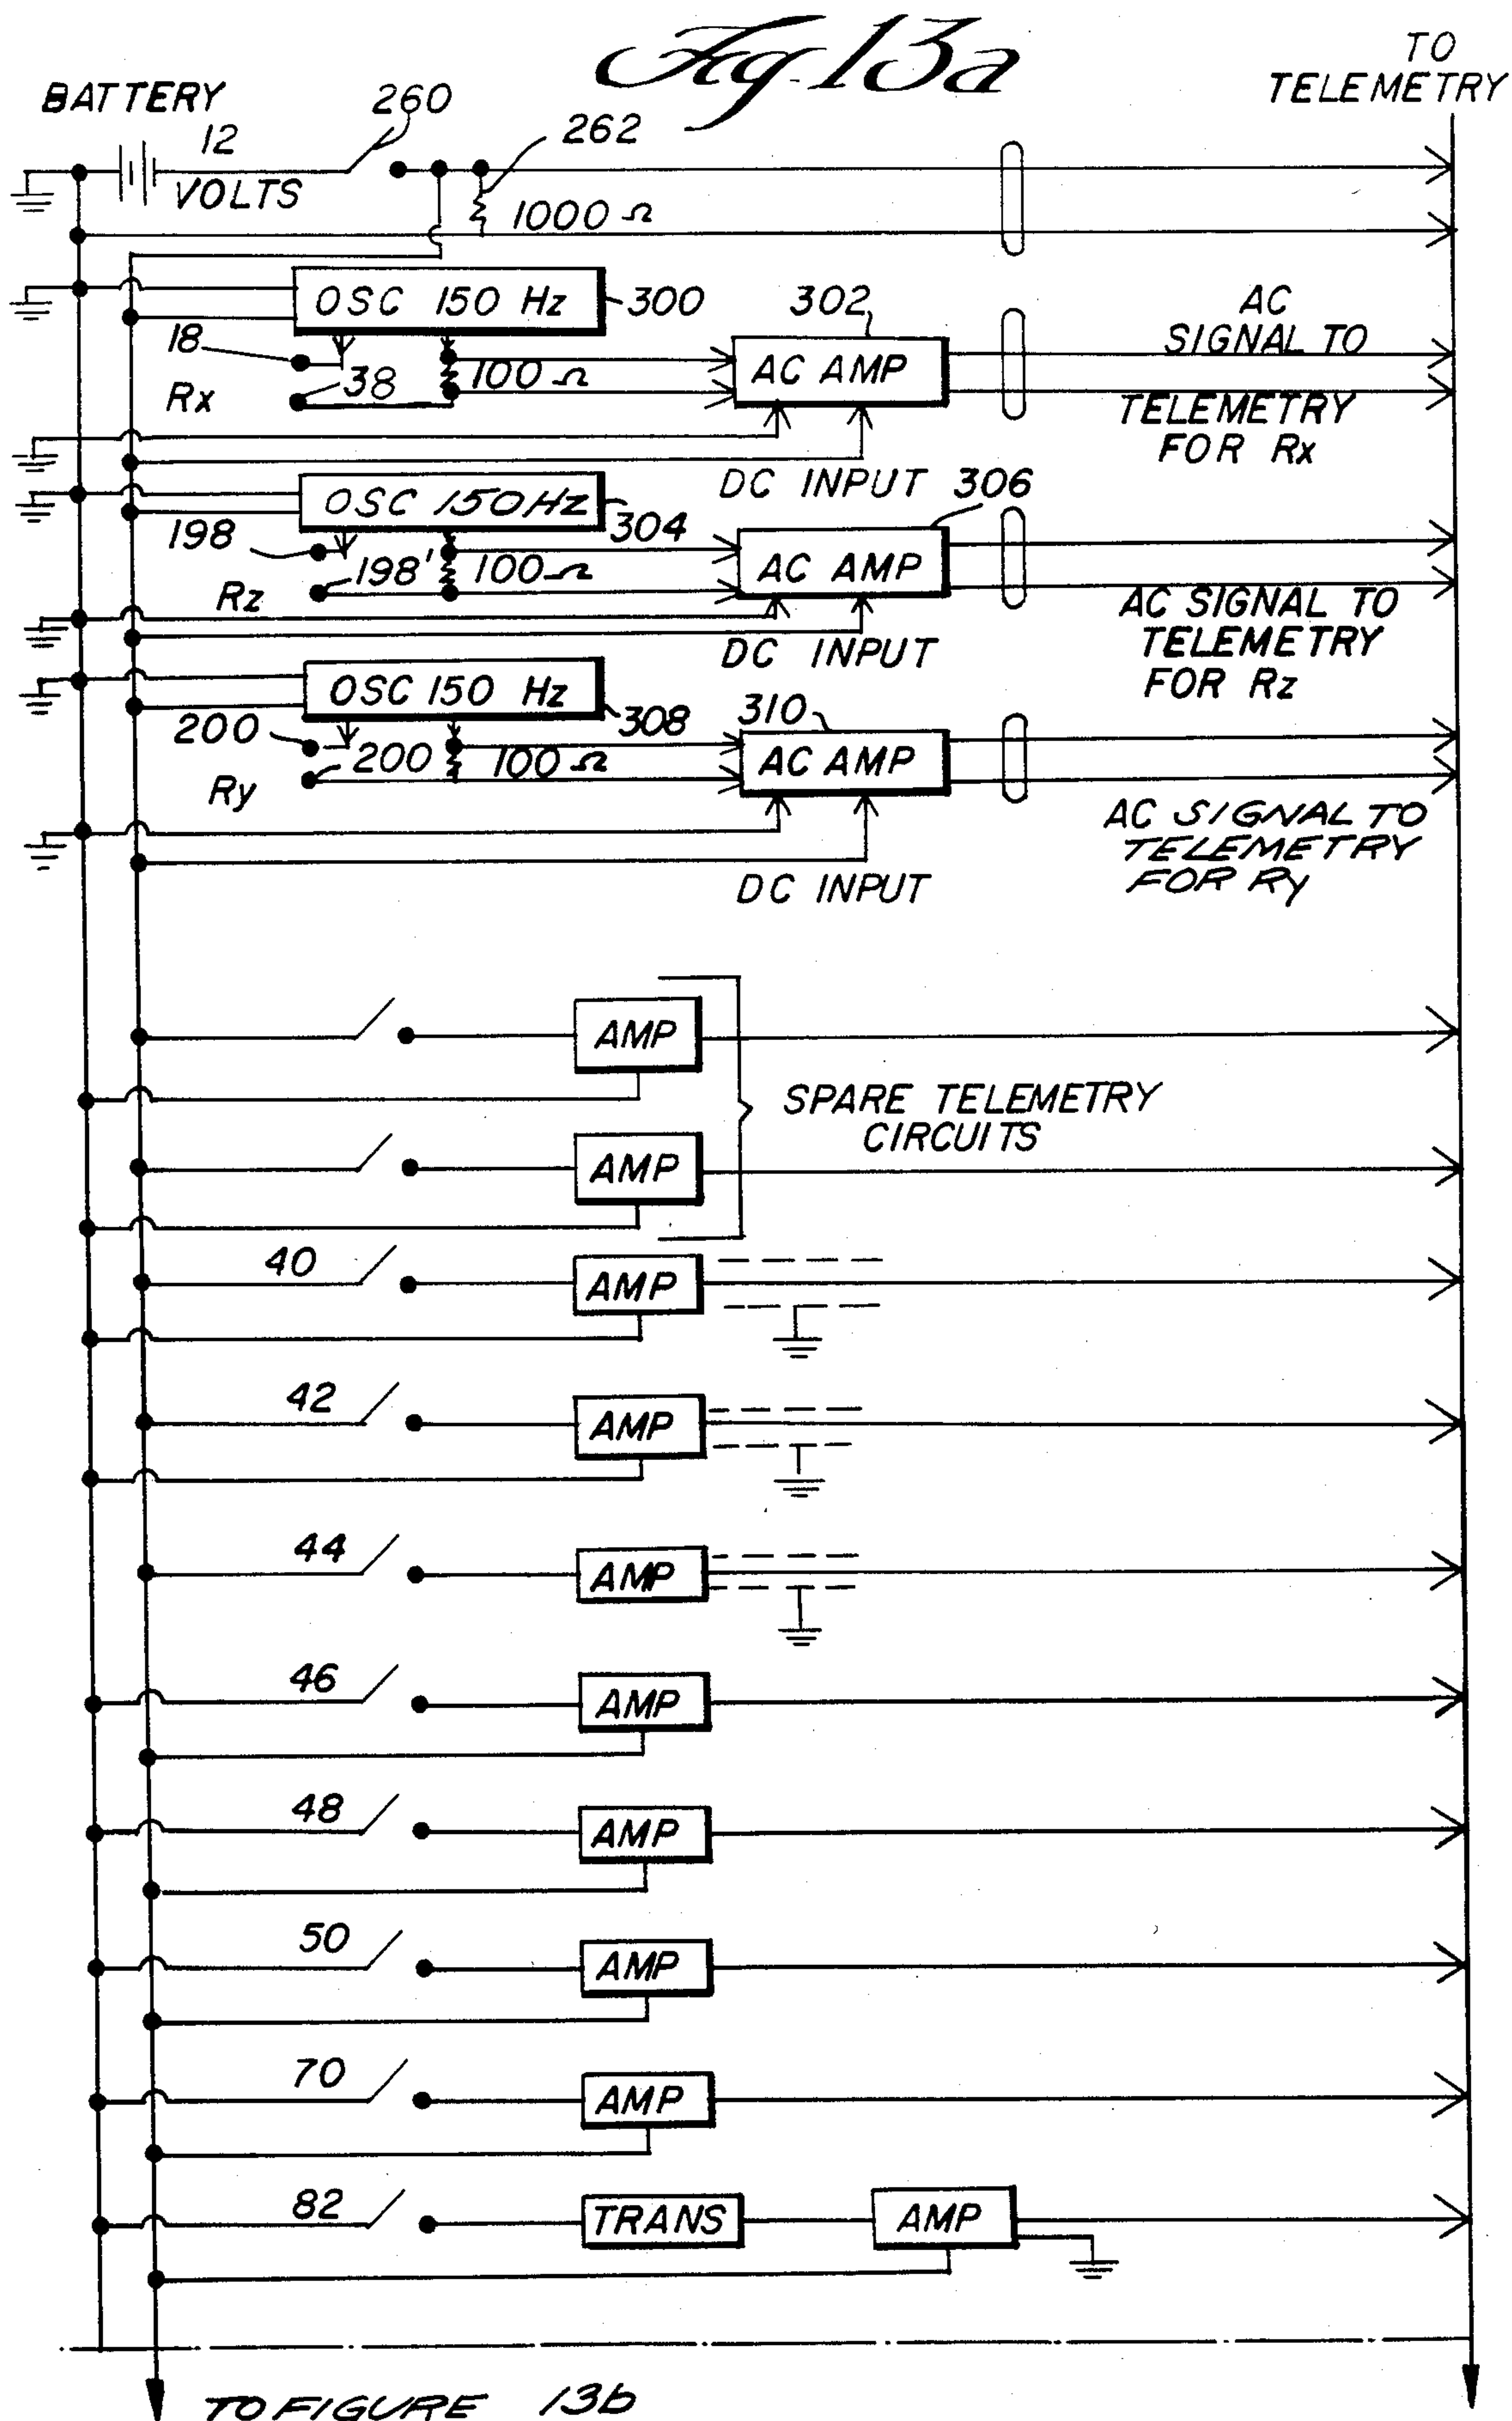 Fig 13a
TO
TELEMETRY
BATTERY
260
12
VOLTS
262
1000 Ω
OSC 150 Hz
300
302
AC
SIGNAL TO
18
38
100 Ω
AC AMP
Rx
TELEMETRY
FOR Rx
DC INPUT
306
OSC 150Hz
304
198
198'
100 Ω
AC AMP
Rz
AC SIGNAL TO
TELEMETRY
FOR Rz
DC INPUT
OSC 150 Hz
308
310
200
200
100 Ω
AC AMP
Ry
AC SIGNAL TO
TELEMETRY
FOR Ry
DC INPUT
AMP
SPARE TELEMETRY
CIRCUITS
AMP
40
AMP
42
AMP
44
AMP
46
AMP
48
AMP
50
AMP
70
AMP
82
TRANS
AMP
TO FIGURE 13b